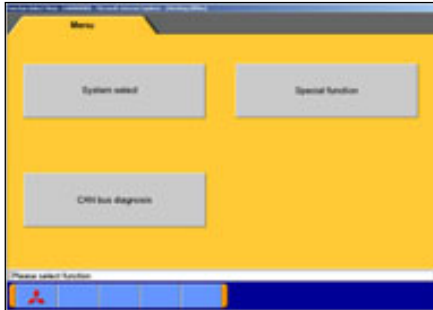 Menu
System select
Special function
CAN bus diagnosis
Please select function